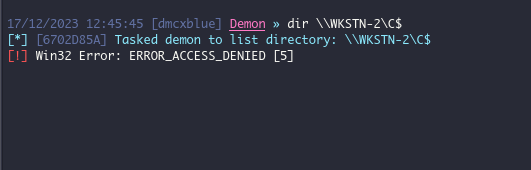 17/12/2023 12:45:45 [dmcxblue] Demon » dir \\WKSTN-2\C$
[*] [6702D85A] Tasked demon to list directory: \\WKSTN-2\C$
[!] Win32 Error: ERROR_ACCESS_DENIED [5]